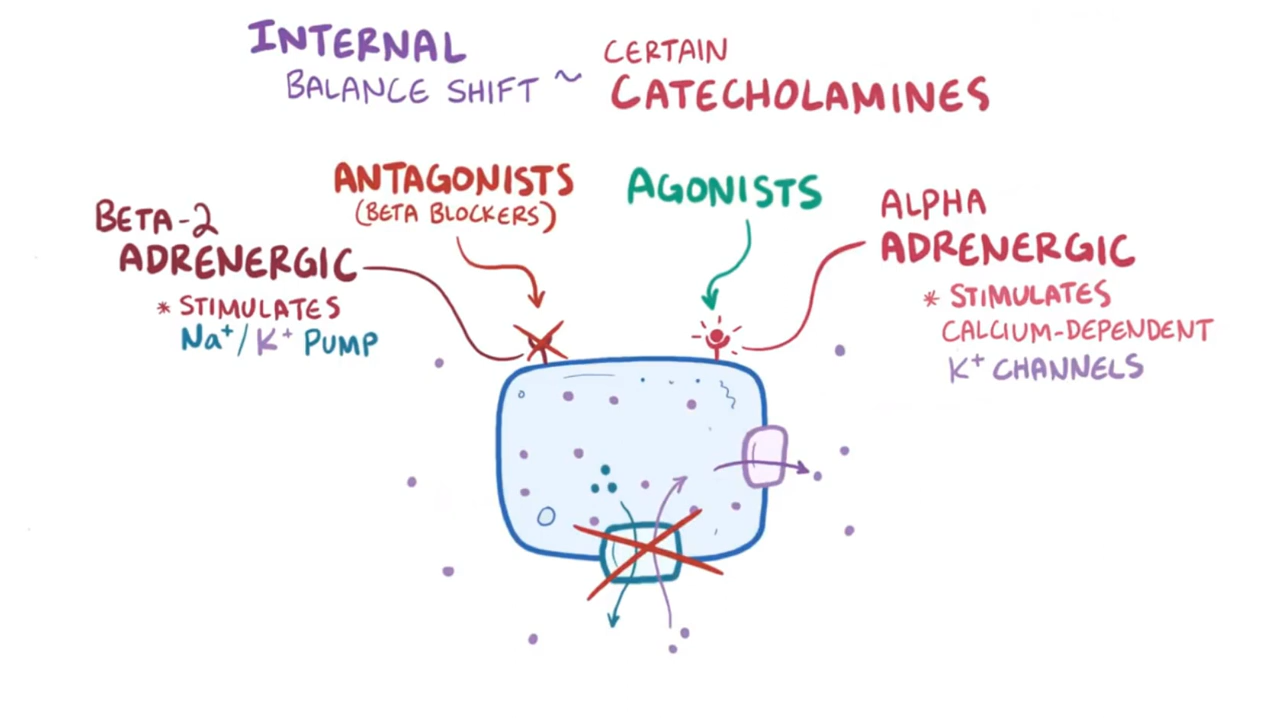 INTERNAL
BALANCE SHIFT ~
CERTAIN
CATECHOLAMINES
BETA-2
ADRENERGIC
* STIMULATES
Na⁺/K⁺ PUMP
ANTAGONISTS
(BETA BLOCKERS)
AGONISTS
ALPHA
ADRENERGIC
* STIMULATES
CALCIUM-DEPENDENT
K⁺ CHANNELS